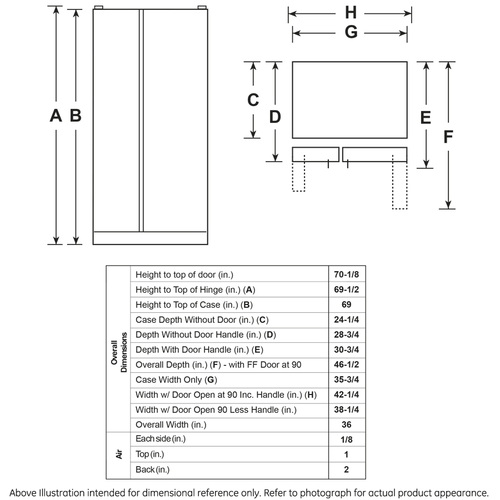 H
G
A
B
C
D
E
F
Overall
Dimensions
Height to top of door (in.) 70-1/8
Height to Top of Hinge (in.) (A) 69-1/2
Height to Top of Case (in.) (B) 69
Case Depth Without Door (in.) (C) 24-1/4
Depth Without Door Handle (in.) (D) 28-3/4
Depth With Door Handle (in.) (E) 30-3/4
Overall Depth (in.) (F) - with FF Door at 90 46-1/2
Case Width Only (G) 35-3/4
Width w/ Door Open at 90 Inc. Handle (in.) (H) 42-1/4
Width w/ Door Open 90 Less Handle (in.) 38-1/4
Overall Width (in.) 36
Air
Each side (in.) 1/8
Top (in.) 1
Back (in.) 2
Above Illustration intended for dimensional reference only. Refer to photograph for actual product appearance.